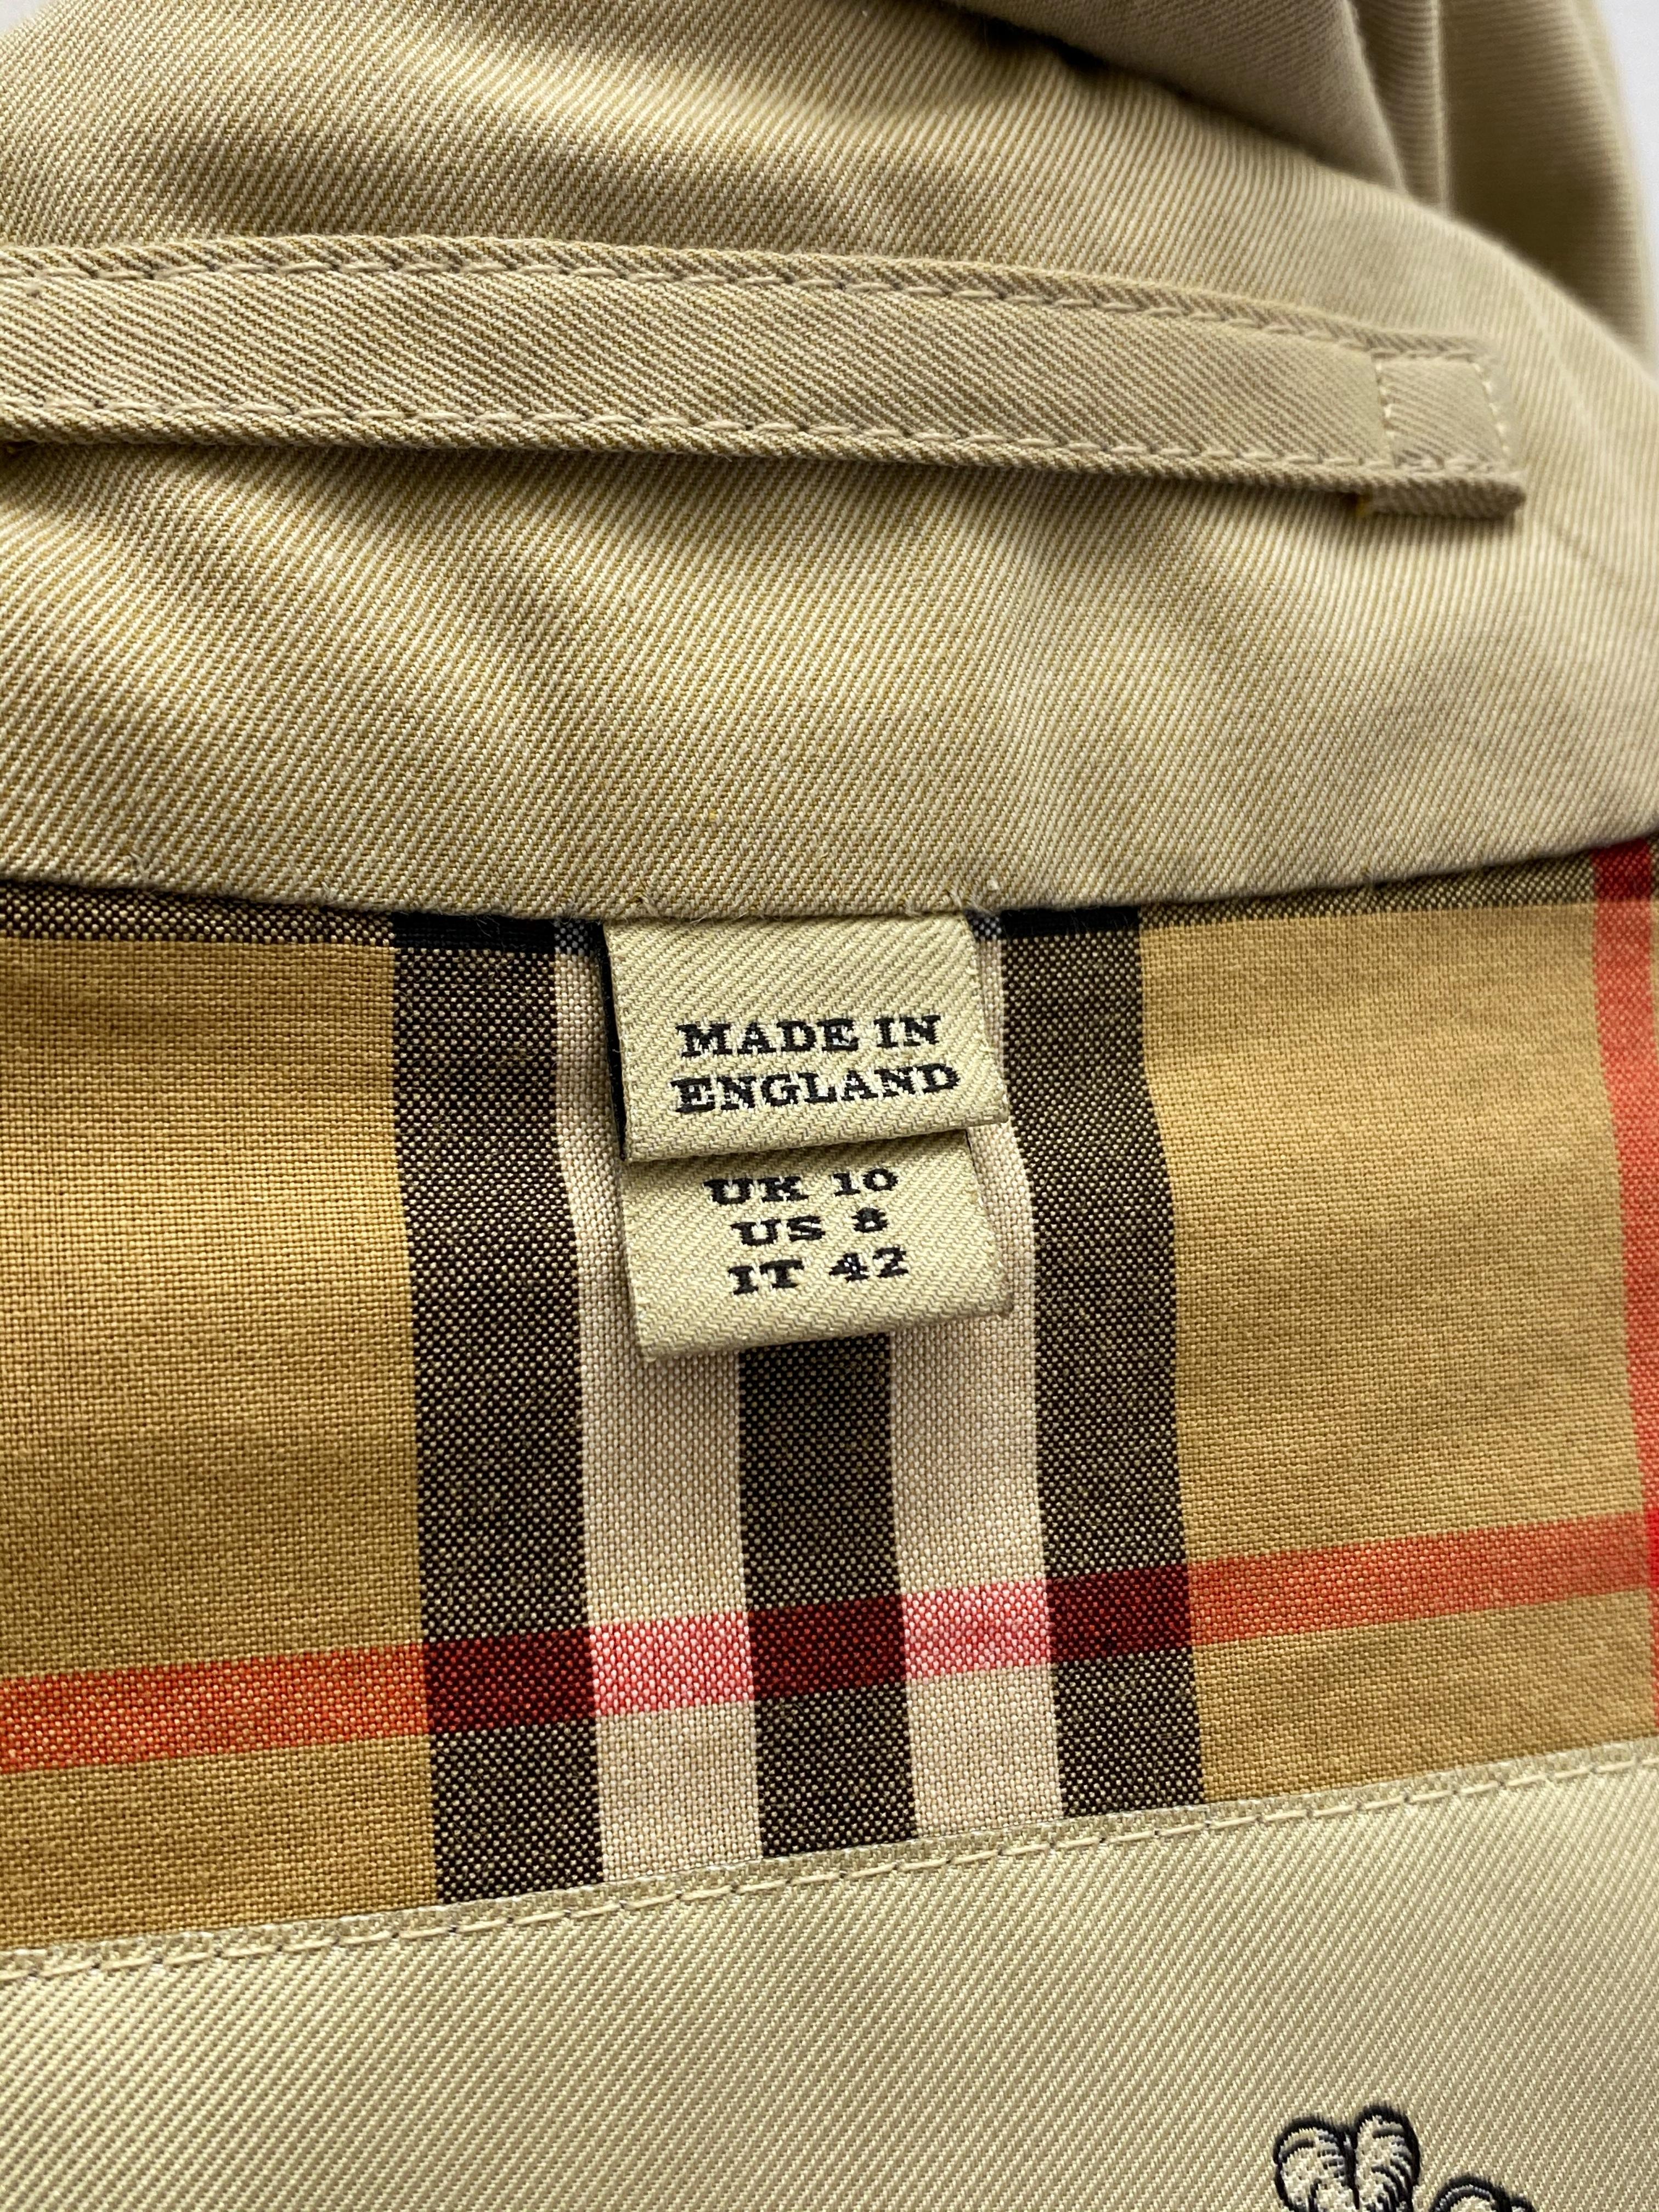 MADE IN
ENGLAND
UK 10
US 8
IT 42